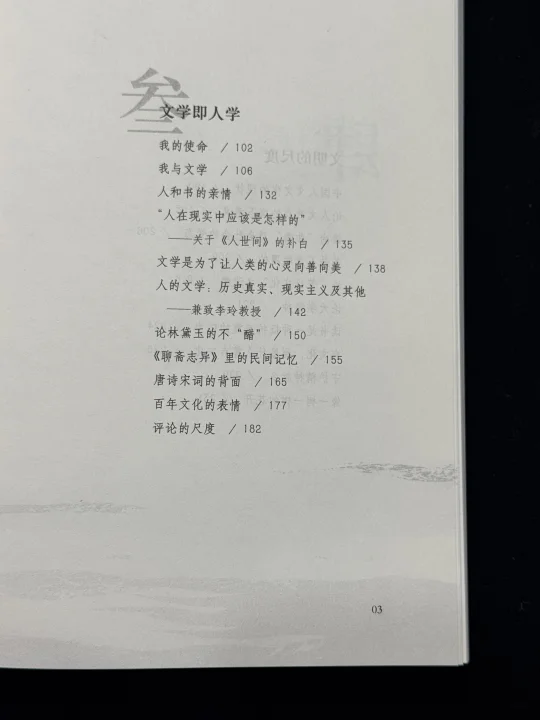 叁
文学即人学
我的使命 / 102
我与文学 / 106
人和书的亲情 / 132
“人在现实中应该是怎样的”
——关于《人世间》的补白 / 135
文学是为了让人类的心灵向善向美 / 138
人的文学：历史真实、现实主义及其他
——兼致李玲教授 / 142
论林黛玉的不“醋” / 150
《聊斋志异》里的民间记忆 / 155
唐诗宋词的背面 / 165
百年文化的表情 / 177
评论的尺度 / 182
03